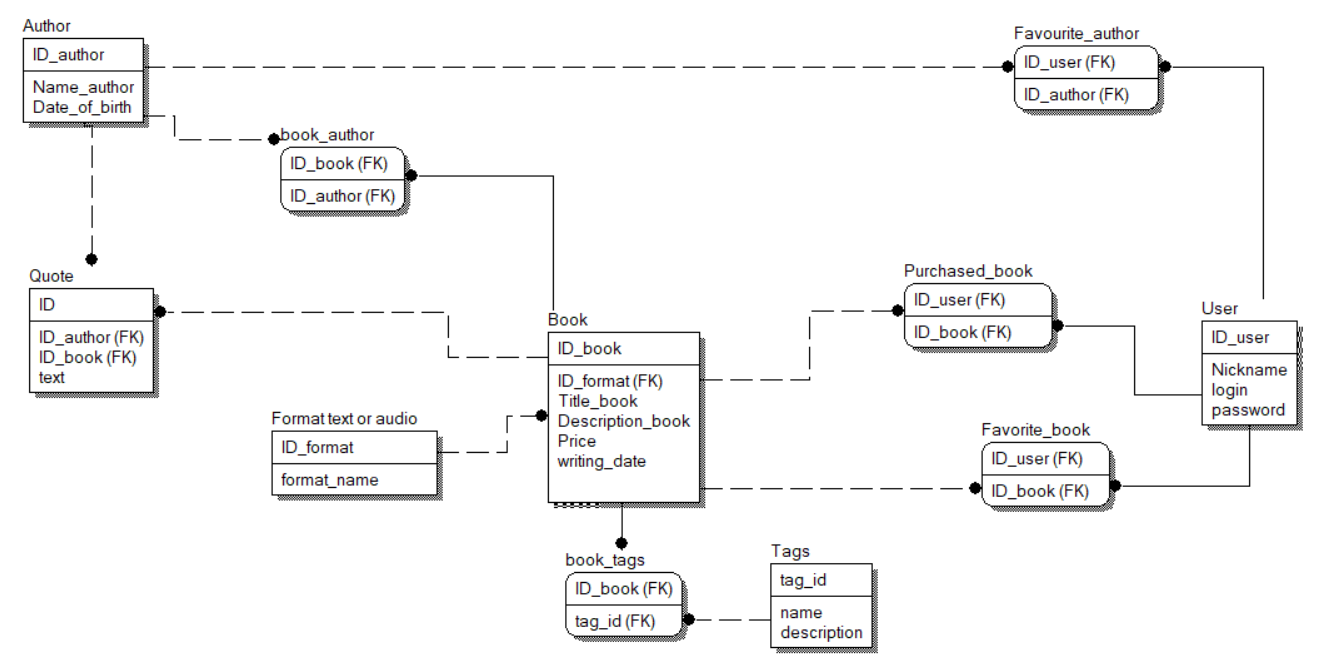 Author
ID_author
Name_author
Date_of_birth
Favourite_author
ID_user (FK)
ID_author (FK)
book_author
ID_book (FK)
ID_author (FK)
Quote
ID
ID_author (FK)
ID_book (FK)
text
Purchased_book
ID_user (FK)
ID_book (FK)
User
ID_user
Nickname
login
password
Book
ID_book
ID_format (FK)
Title_book
Description_book
Price
writing_date
Format text or audio
ID_format
format_name
Favorite_book
ID_user (FK)
ID_book (FK)
book_tags
ID_book (FK)
tag_id (FK)
Tags
tag_id
name
description